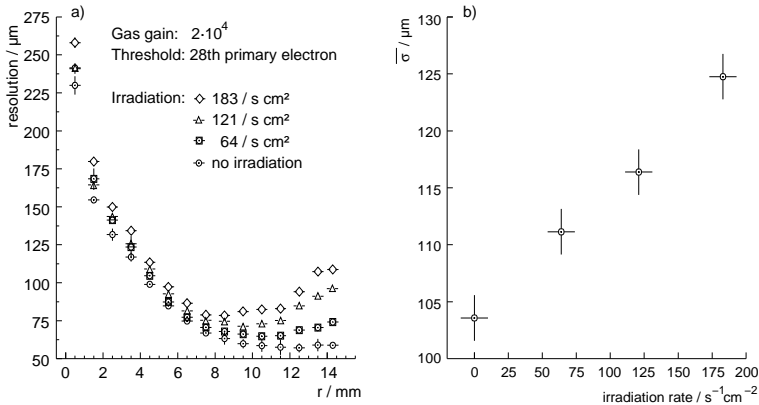 a)
Gas gain: 2·10⁴
Threshold: 28th primary electron
Irradiation:
183 / s cm²
121 / s cm²
64 / s cm²
no irradiation
resolution / μm
275
250
225
200
175
150
125
100
75
50
0 2 4 6 8 10 12 14
r / mm
b)
σ̅ / μm
130
125
120
115
110
105
100
0 25 50 75 100 125 150 175 200
irradiation rate / s⁻¹cm⁻²